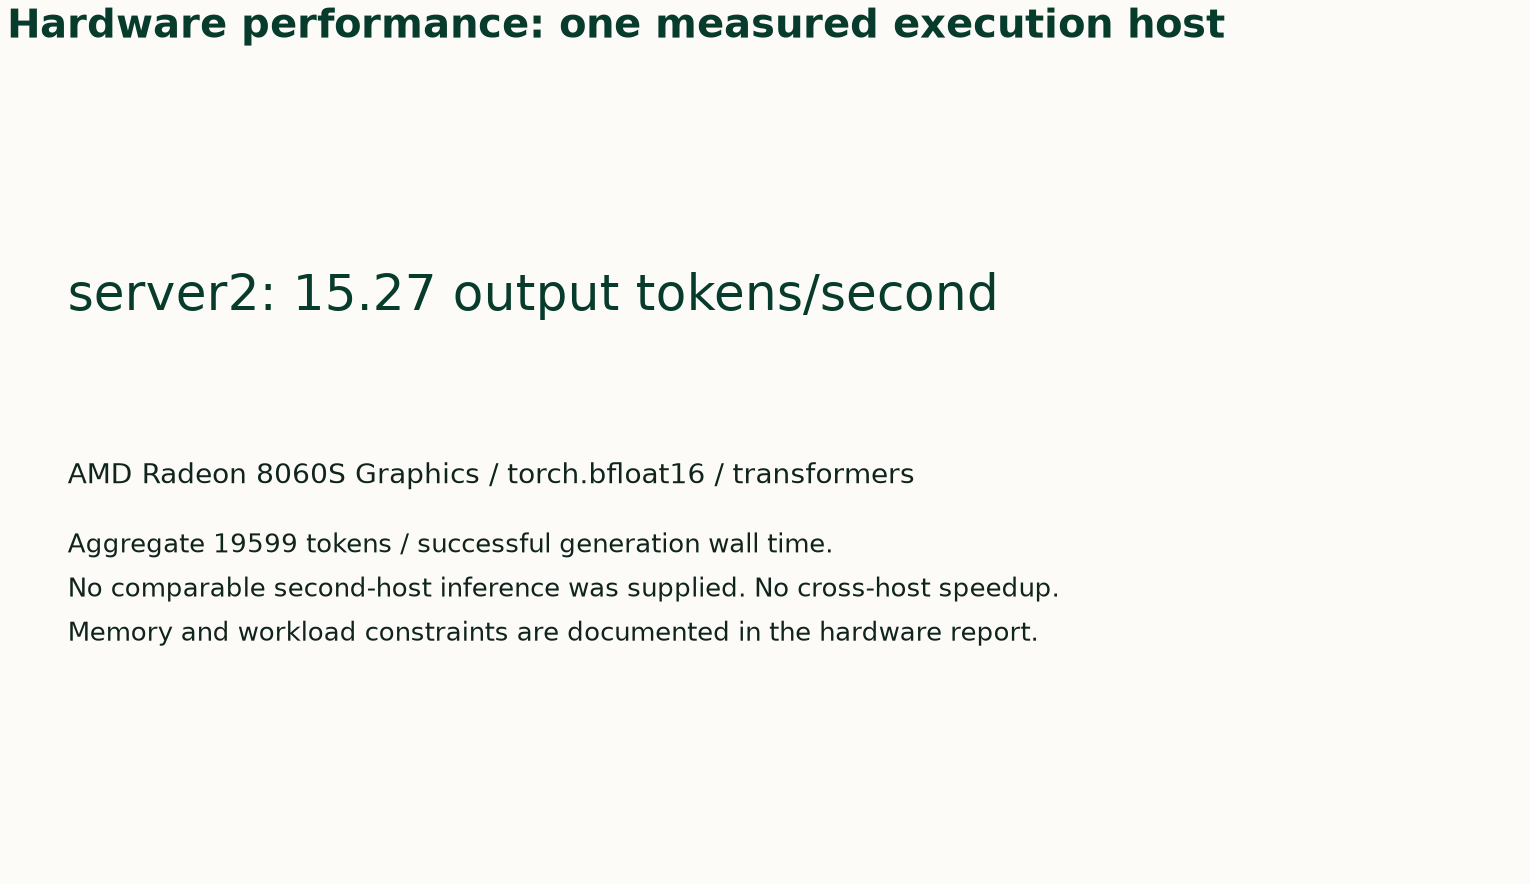 Hardware performance: one measured execution host
server2: 15.27 output tokens/second
AMD Radeon 8060S Graphics / torch.bfloat16 / transformers
Aggregate 19599 tokens / successful generation wall time.
No comparable second-host inference was supplied. No cross-host speedup.
Memory and workload constraints are documented in the hardware report.